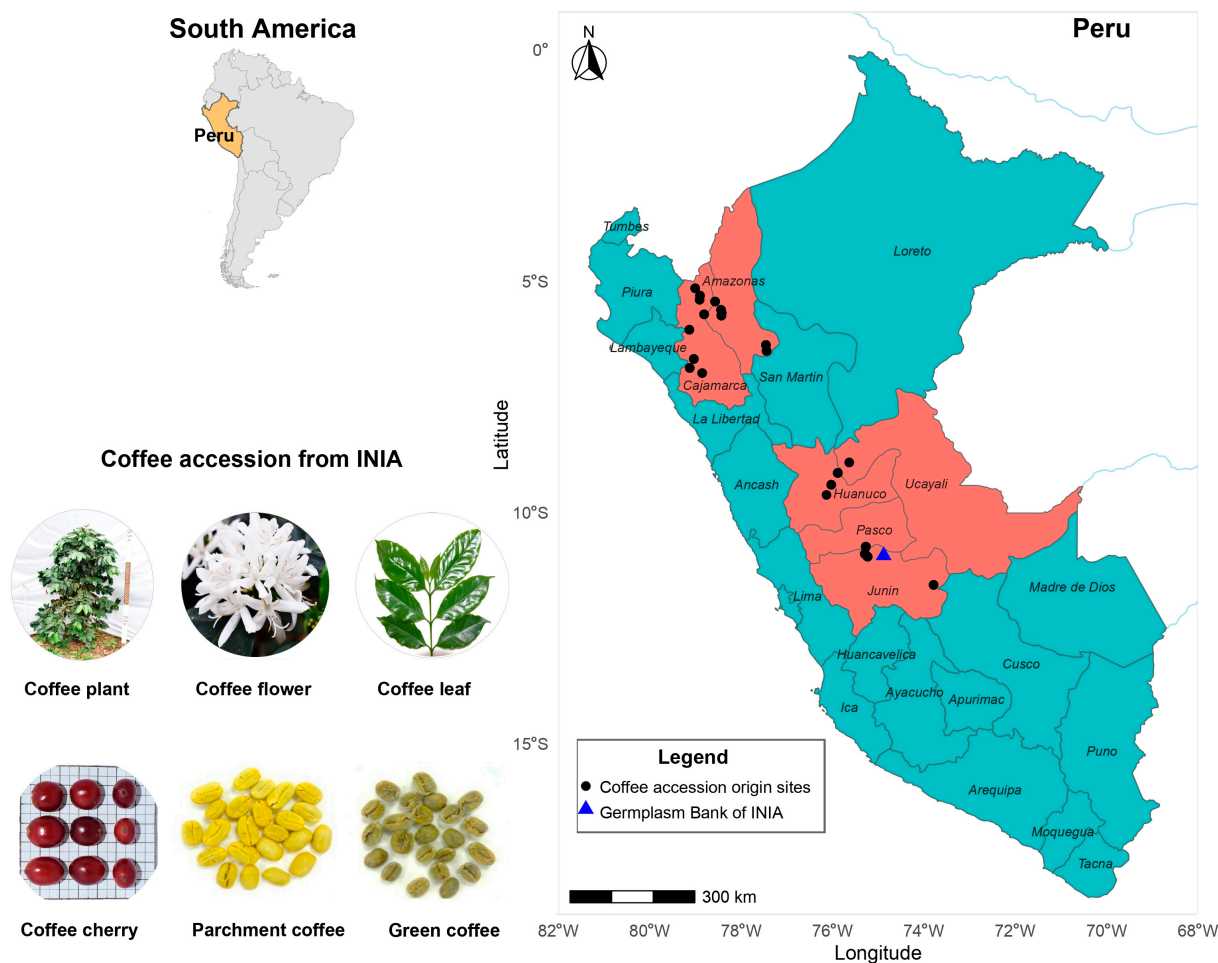 South America
Peru
Coffee accession from INIA
Coffee plant
Coffee flower
Coffee leaf
Coffee cherry
Parchment coffee
Green coffee
Peru
N
0°
5°S
10°S
15°S
Latitude
Tumbes
Piura
Lambayeque
Amazonas
Cajamarca
San Martin
Loreto
La Libertad
Ancash
Huanuco
Ucayali
Pasco
Junin
Lima
Madre de Dios
Huancavelica
Cusco
Ayacucho
Apurimac
Ica
Puno
Arequipa
Moquegua
Tacna
Legend
Coffee accession origin sites
Germplasm Bank of INIA
300 km
82°W 80°W 78°W 76°W 74°W 72°W 70°W 68°W
Longitude